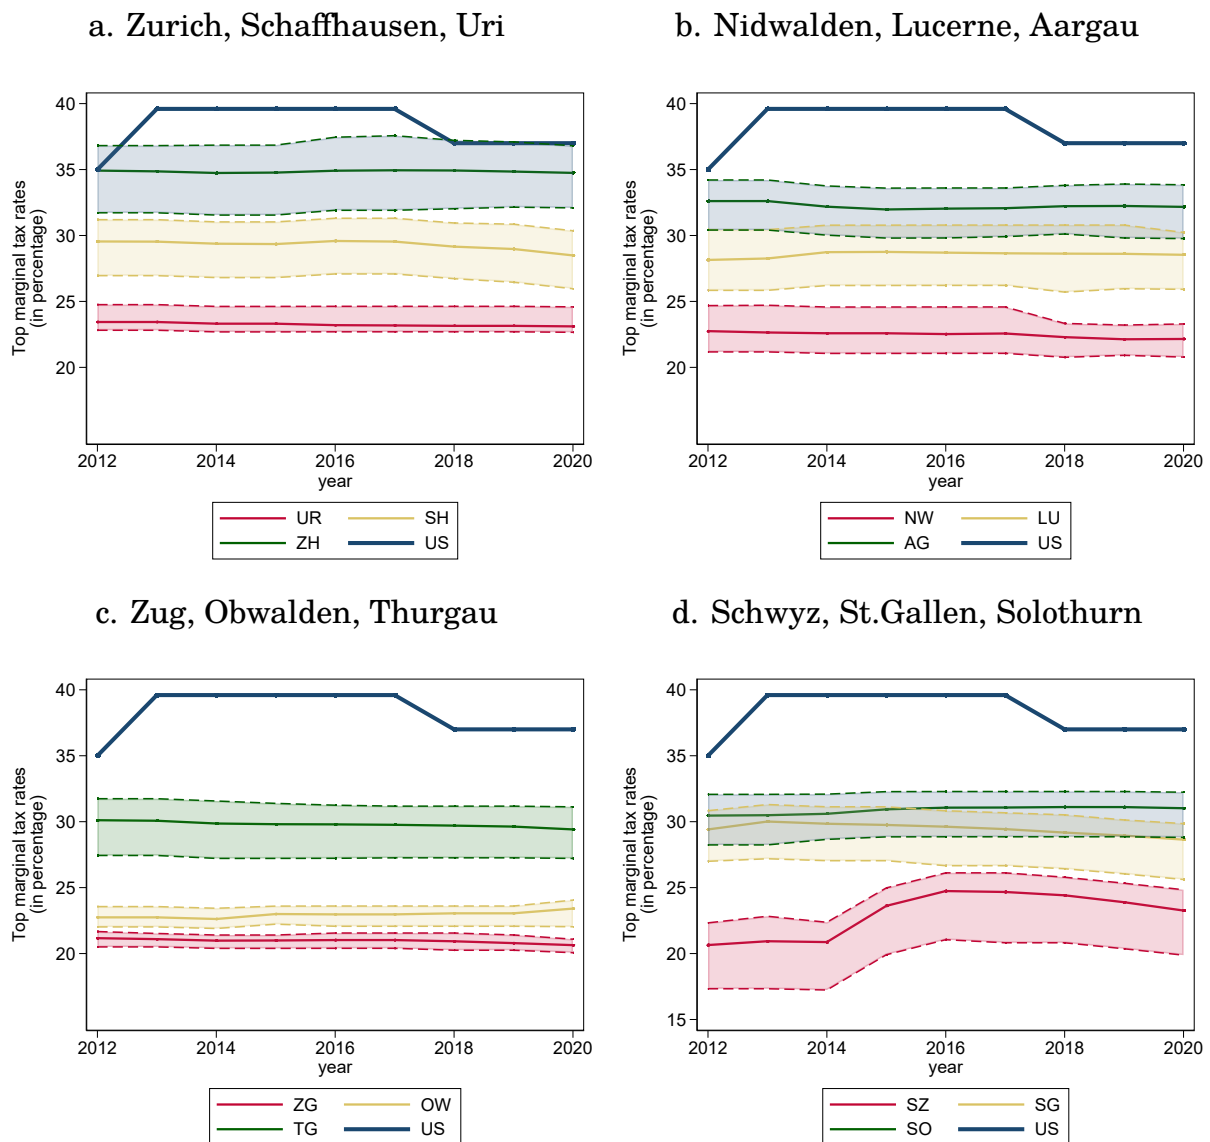 a. Zurich, Schaffhausen, Uri
40
35
30
25
20
Top marginal tax rates
(in percentage)
2012 2014 2016 2018 2020
year
UR SH
ZH US
b. Nidwalden, Lucerne, Aargau
40
35
30
25
20
Top marginal tax rates
(in percentage)
2012 2014 2016 2018 2020
year
NW LU
AG US
c. Zug, Obwalden, Thurgau
40
35
30
25
20
Top marginal tax rates
(in percentage)
2012 2014 2016 2018 2020
year
ZG OW
TG US
d. Schwyz, St.Gallen, Solothurn
40
35
30
25
20
15
Top marginal tax rates
(in percentage)
2012 2014 2016 2018 2020
year
SZ SG
SO US